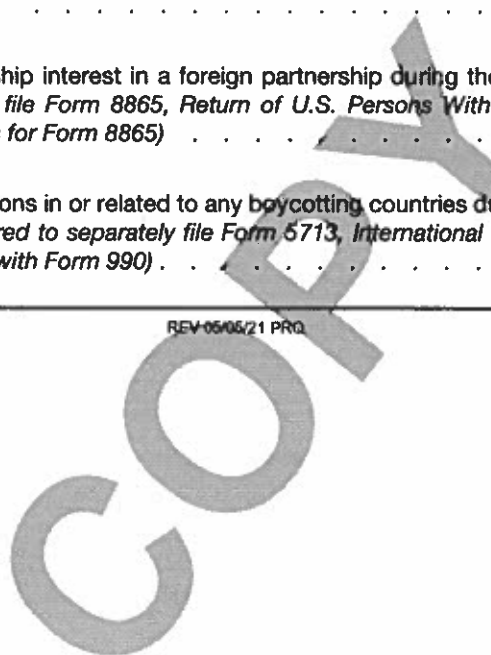 . . . . . . . . . . . . . . . .
ship interest in a foreign partnership during the
file Form 8865, Return of U.S. Persons With
s for Form 8865) . . . . . . . . . . .
ons in or related to any boycotting countries du
red to separately file Form 5713, International
with Form 990) . . . . . . . . . . .
REV 05/05/21 PRO
COPY